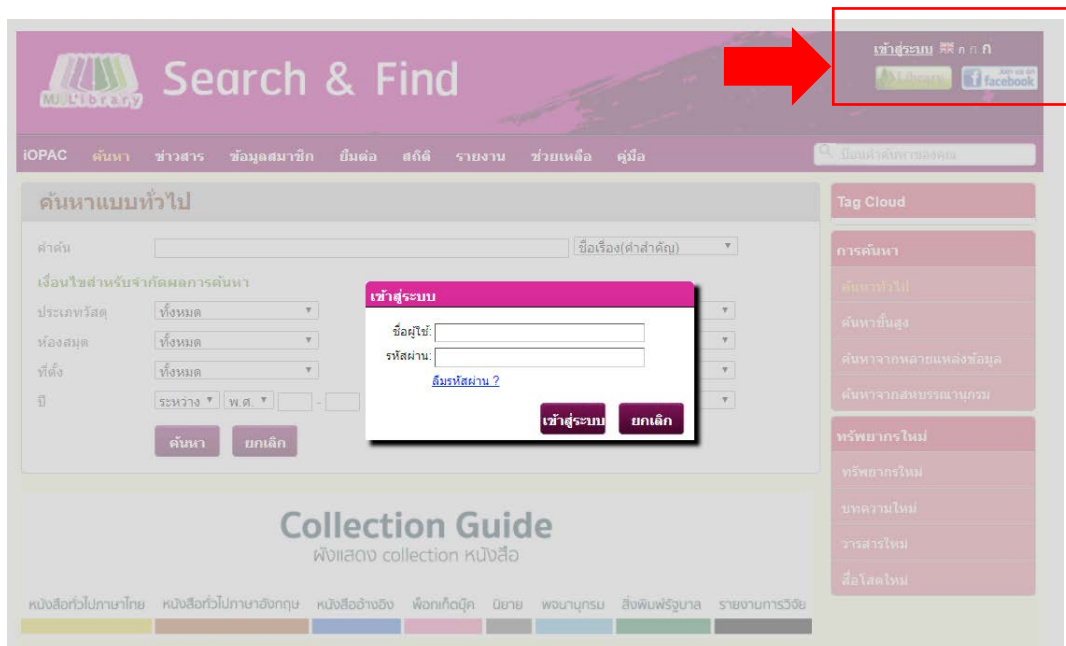 เข้าสู่ระบบ ก ก ก
MJU Library
Search & Find
Library
Join us on facebook
iOPAC ค้นหา ข่าวสาร ข้อมูลสมาชิก ยืมต่อ สถิติ รายงาน ช่วยเหลือ คู่มือ
ป้อนคำค้นหาของคุณ
ค้นหาแบบทั่วไป
คำค้น
ชื่อเรื่อง(คำสำคัญ)
เงื่อนไขสำหรับจำกัดผลการค้นหา
ประเภทวัสดุ ทั้งหมด
ห้องสมุด ทั้งหมด
ที่ตั้ง ทั้งหมด
ปี ระหว่าง พ.ศ. -
ค้นหา ยกเลิก
เข้าสู่ระบบ
ชื่อผู้ใช้:
รหัสผ่าน:
ลืมรหัสผ่าน ?
เข้าสู่ระบบ ยกเลิก
Tag Cloud
การค้นหา
ค้นหาทั่วไป
ค้นหาขั้นสูง
ค้นหาจากหลายแหล่งข้อมูล
ค้นหาจากสหบรรณานุกรม
ทรัพยากรใหม่
ทรัพยากรใหม่
บทความใหม่
วารสารใหม่
สื่อโสตใหม่
Collection Guide
ผังแสดง collection หนังสือ
หนังสือทั่วไปภาษาไทย หนังสือทั่วไปภาษาอังกฤษ หนังสืออ้างอิง พ็อกเก็ตบุ๊ค นิยาย พจนานุกรม สิ่งพิมพ์รัฐบาล รายงานการวิจัย